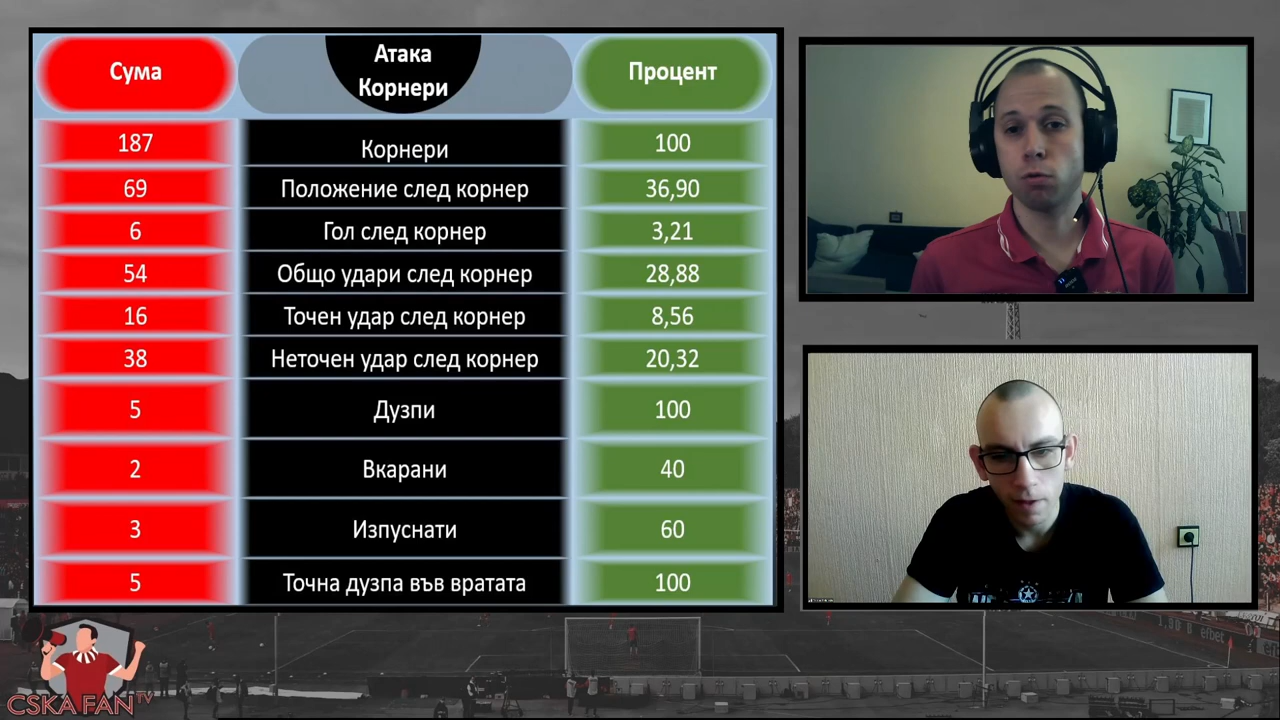 Сума
Атака
Корнери
Процент
187 Корнери 100
69 Положение след корнер 36,90
6 Гол след корнер 3,21
54 Общо удари след корнер 28,88
16 Точен удар след корнер 8,56
38 Неточен удар след корнер 20,32
5 Дузпи 100
2 Вкарани 40
3 Изпуснати 60
5 Точна дузпа във вратата 100
efbet
CSKA FAN TV